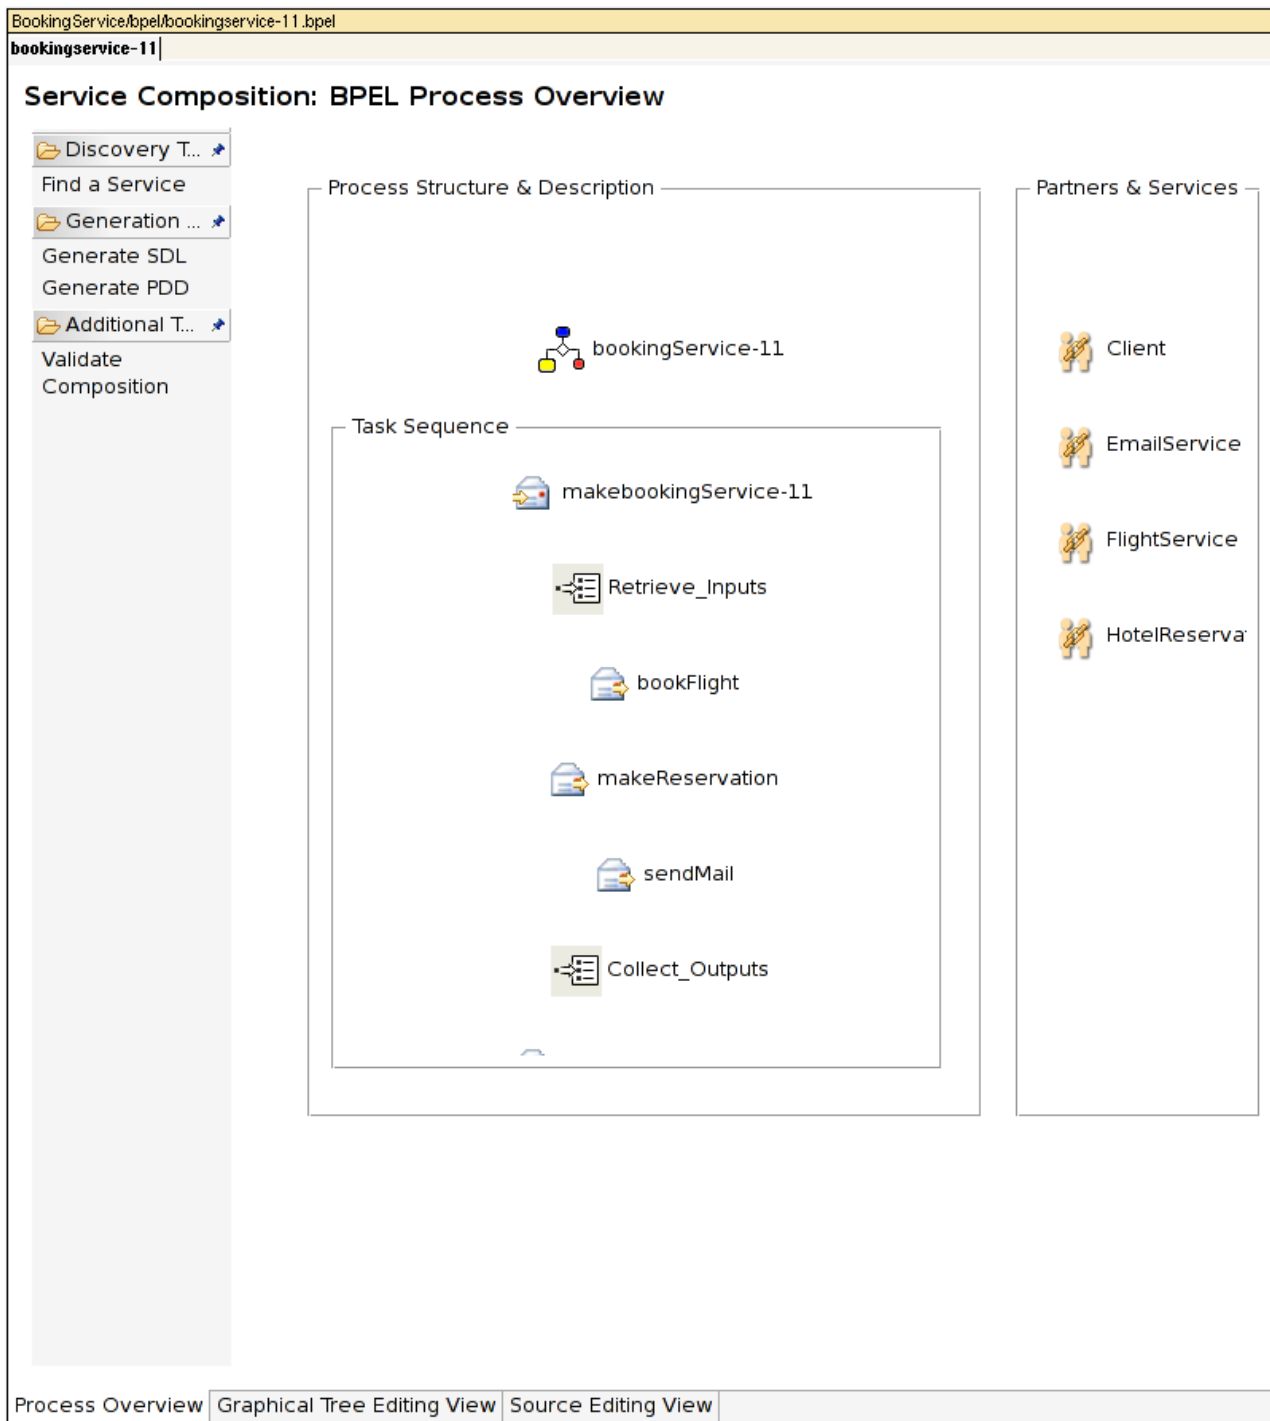 BookingService/bpel/bookingservice-11.bpel
bookingservice-11
Service Composition: BPEL Process Overview
Discovery T...
Find a Service
Generation ...
Generate SDL
Generate PDD
Additional T...
Validate
Composition
Process Structure & Description
bookingService-11
Task Sequence
makebookingService-11
Retrieve_Inputs
bookFlight
makeReservation
sendMail
Collect_Outputs
Partners & Services
Client
EmailService
FlightService
HotelReserva
Process Overview
Graphical Tree Editing View
Source Editing View